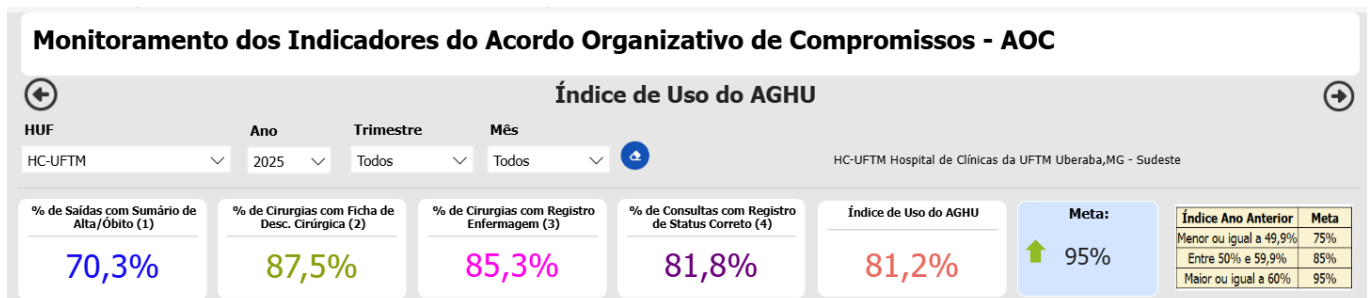 Monitoramento dos Indicadores do Acordo Organizativo de Compromissos - AOC
Índice de Uso do AGHU
HUF
Ano
Trimestre
Mês
HC-UFTM
2025
Todos
Todos
HC-UFTM Hospital de Clínicas da UFTM Uberaba,MG - Sudeste
% de Saídas com Sumário de
Alta/Óbito (1)
70,3%
% de Cirurgias com Ficha de
Desc. Cirúrgica (2)
87,5%
% de Cirurgias com Registro
Enfermagem (3)
85,3%
% de Consultas com Registro
de Status Correto (4)
81,8%
Índice de Uso do AGHU
81,2%
Meta:
95%
Índice Ano Anterior Meta
Menor ou igual a 49,9% 75%
Entre 50% e 59,9% 85%
Maior ou igual a 60% 95%